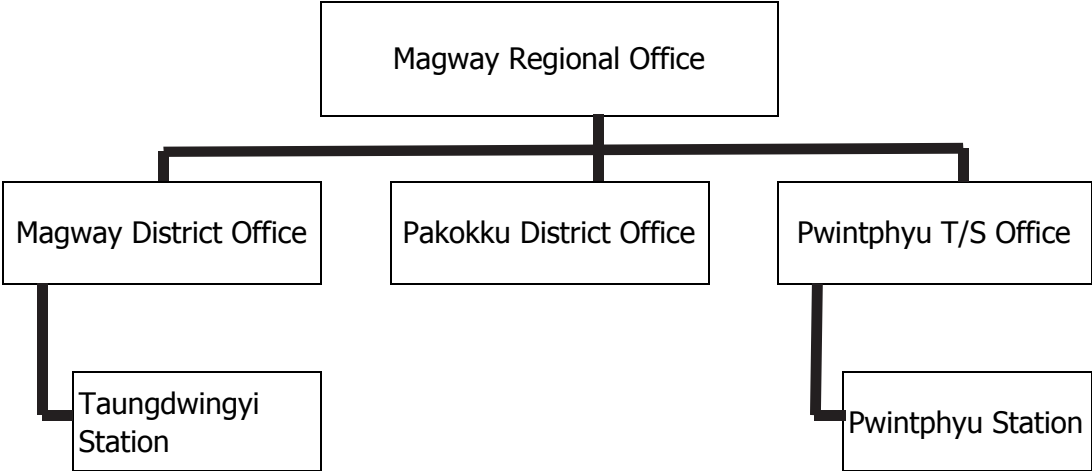 Magway Regional Office
Magway District Office
Pakokku District Office
Pwintphyu T/S Office
Taungdwingyi
Station
Pwintphyu Station